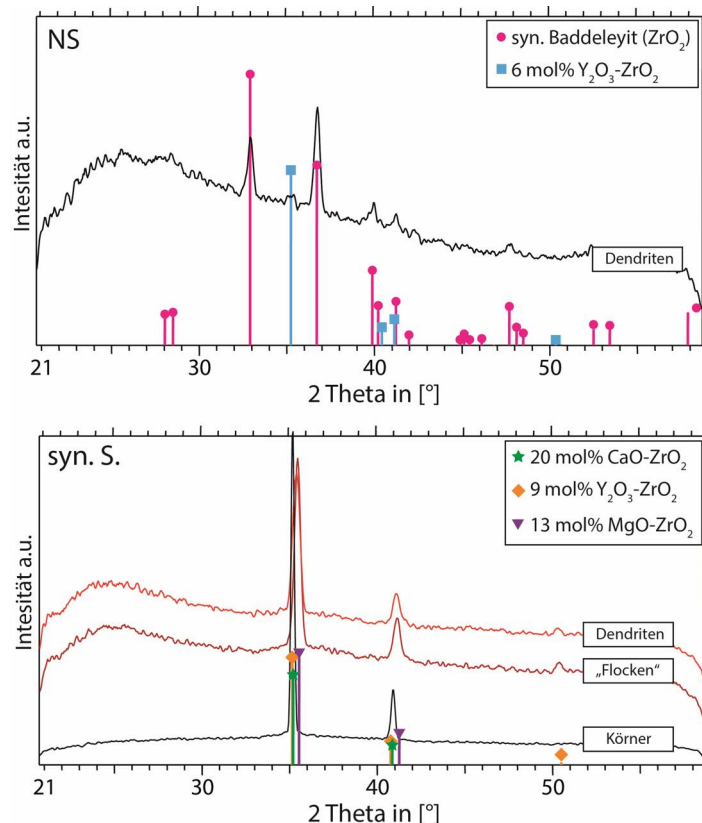 NS
syn. Baddeleyit (ZrO₂)
6 mol% Y₂O₃-ZrO₂
Intesität a.u.
Dendriten
21 30 40 50
2 Theta in [°]
syn. S.
20 mol% CaO-ZrO₂
9 mol% Y₂O₃-ZrO₂
13 mol% MgO-ZrO₂
Intesität a.u.
Dendriten
„Flocken“
Körner
21 30 40 50
2 Theta in [°]